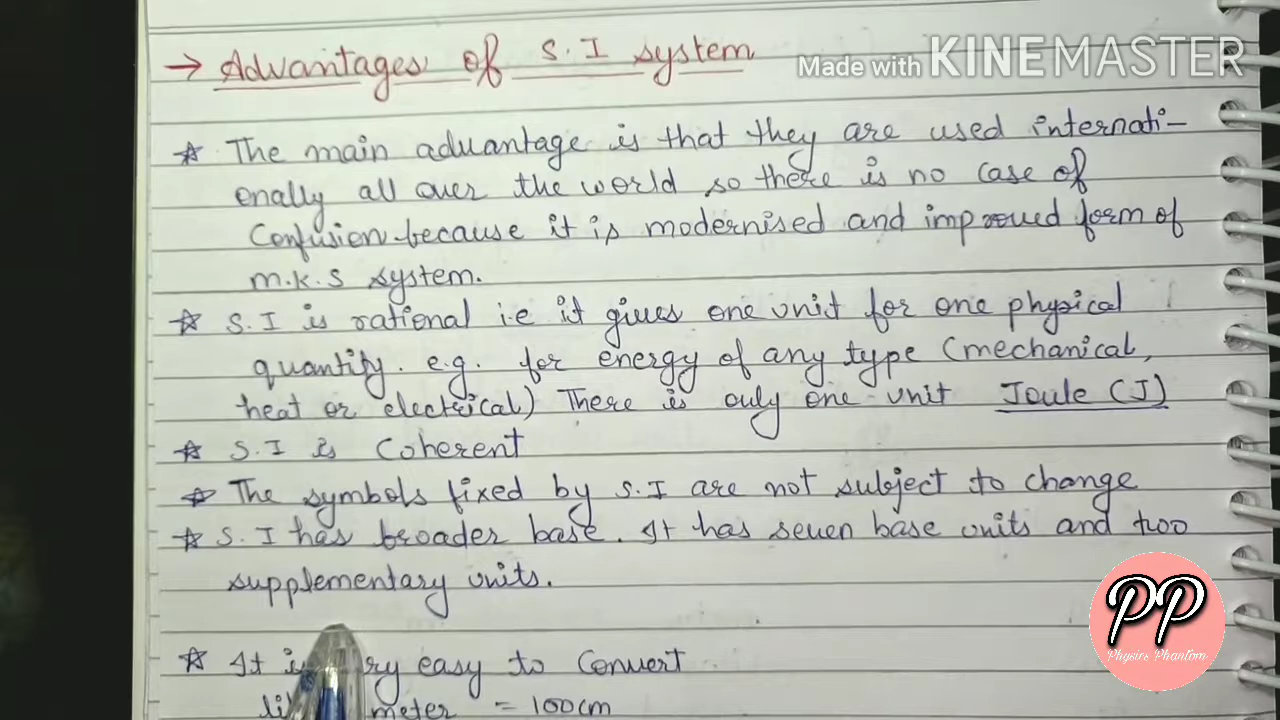 → Advantages of S.I system
Made with KINEMASTER
☆ The main advantage is that they are used internati-
onally all over the world so there is no case of
Confusion because it is modernised and improved form of
m.k.s system.
☆ S.I is rational i.e it gives one unit for one physical
quantity. e.g. for energy of any type (mechanical,
heat or electrical) There is only one unit Joule (J)
☆ S.I is Coherent
☆ The symbols fixed by S.I are not subject to change
☆ S.I has broader base. It has seven base units and two
supplementary units.
PP
Physics Phantom
☆ It is easy to Convert
meter = 100cm